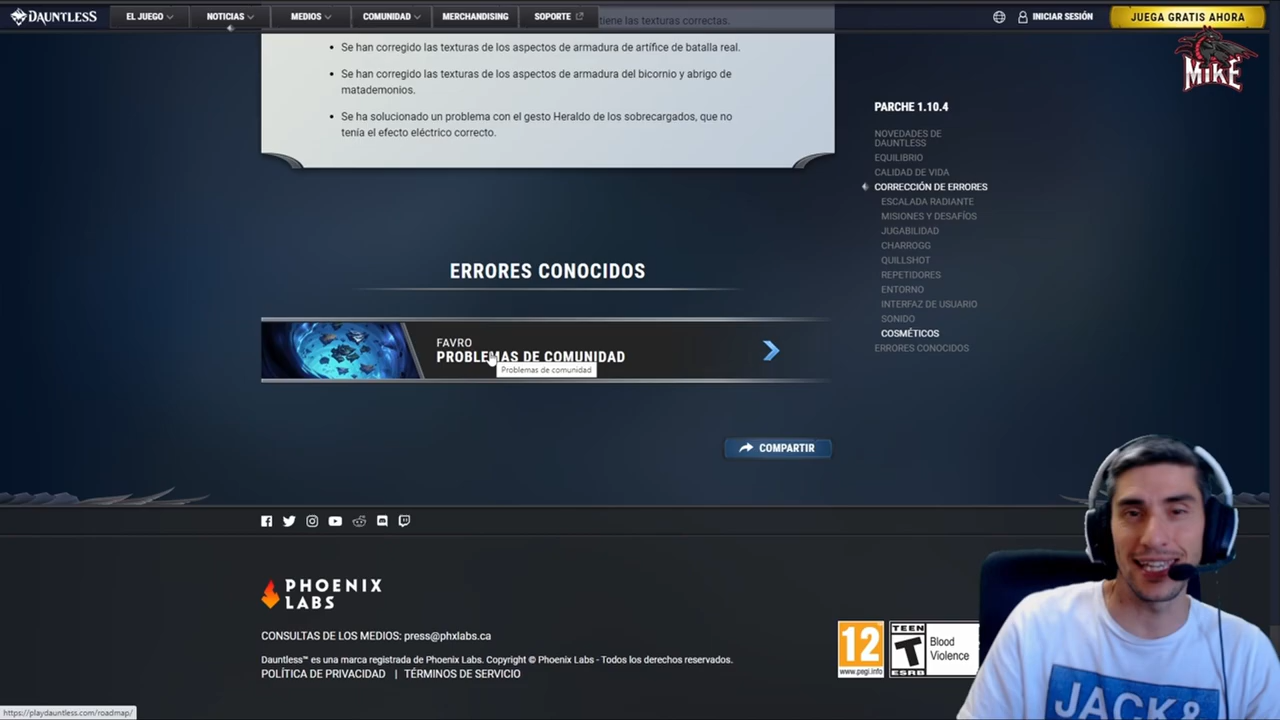 DAUNTLESS
EL JUEGO
NOTICIAS
MEDIOS
COMUNIDAD
MERCHANDISING
SOPORTE
INICIAR SESIÓN
JUEGA GRATIS AHORA
MIKE
tiene las texturas correctas.
Se han corregido las texturas de los aspectos de armadura de artífice de batalla real.
Se han corregido las texturas de los aspectos de armadura del bicornio y abrigo de
matademonios.
Se ha solucionado un problema con el gesto Heraldo de los sobrecargados, que no
tenía el efecto eléctrico correcto.
PARCHE 1.10.4
NOVEDADES DE
DAUNTLESS
EQUILIBRIO
CALIDAD DE VIDA
CORRECCIÓN DE ERRORES
ESCALADA RADIANTE
MISIONES Y DESAFÍOS
JUGABILIDAD
CHARROGG
QUILLSHOT
REPETIDORES
ENTORNO
INTERFAZ DE USUARIO
SONIDO
COSMÉTICOS
ERRORES CONOCIDOS
ERRORES CONOCIDOS
FAVRO
PROBLEMAS DE COMUNIDAD
Problemas de comunidad
COMPARTIR
PHOENIX
LABS
CONSULTAS DE LOS MEDIOS: press@phxlabs.ca
Dauntless™ es una marca registrada de Phoenix Labs. Copyright © Phoenix Labs - Todos los derechos reservados.
POLÍTICA DE PRIVACIDAD | TÉRMINOS DE SERVICIO
12
www.pegi.info
TEEN
T
ESRB
Blood
Violence
JACK &
https://playdauntless.com/roadmap/